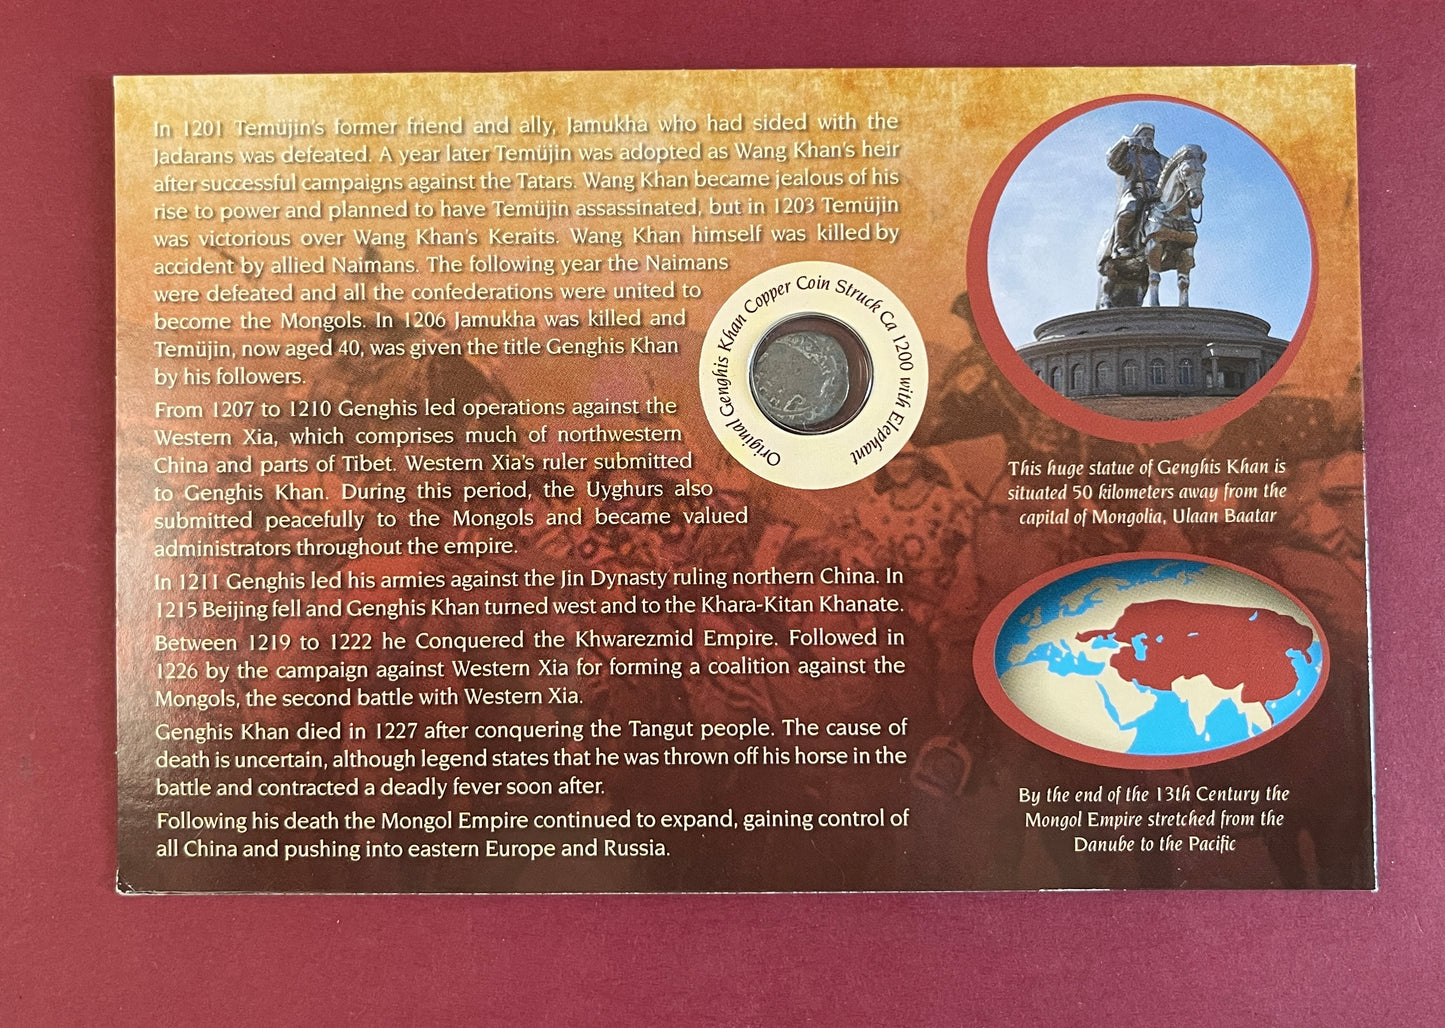 In 1201 Temüjin's former friend and ally, Jamukha who had sided with the
Jadarans was defeated. A year later Temüjin was adopted as Wang Khan's heir
after successful campaigns against the Tatars. Wang Khan became jealous of his
rise to power and planned to have Temüjin assassinated, but in 1203 Temüjin
was victorious over Wang Khan's Keraits. Wang Khan himself was killed by
accident by allied Naimans. The following year the Naimans
were defeated and all the confederations were united to
become the Mongols. In 1206 Jamukha was killed and
Temüjin, now aged 40, was given the title Genghis Khan
by his followers.
From 1207 to 1210 Genghis led operations against the
Western Xia, which comprises much of northwestern
China and parts of Tibet. Western Xia's ruler submitted
to Genghis Khan. During this period, the Uyghurs also
submitted peacefully to the Mongols and became valued
administrators throughout the empire.
In 1211 Genghis led his armies against the Jin Dynasty ruling northern China. In
1215 Beijing fell and Genghis Khan turned west and to the Khara-Kitan Khanate.
Between 1219 to 1222 he Conquered the Khwarezmid Empire. Followed in
1226 by the campaign against Western Xia for forming a coalition against the
Mongols, the second battle with Western Xia.
Genghis Khan died in 1227 after conquering the Tangut people. The cause of
death is uncertain, although legend states that he was thrown off his horse in the
battle and contracted a deadly fever soon after.
Following his death the Mongol Empire continued to expand, gaining control of
all China and pushing into eastern Europe and Russia.
Original Genghis Khan Copper Coin Struck Ca 1200 with Elephant
This huge statue of Genghis Khan is
situated 50 kilometers away from the
capital of Mongolia, Ulaan Baatar
By the end of the 13th Century the
Mongol Empire stretched from the
Danube to the Pacific